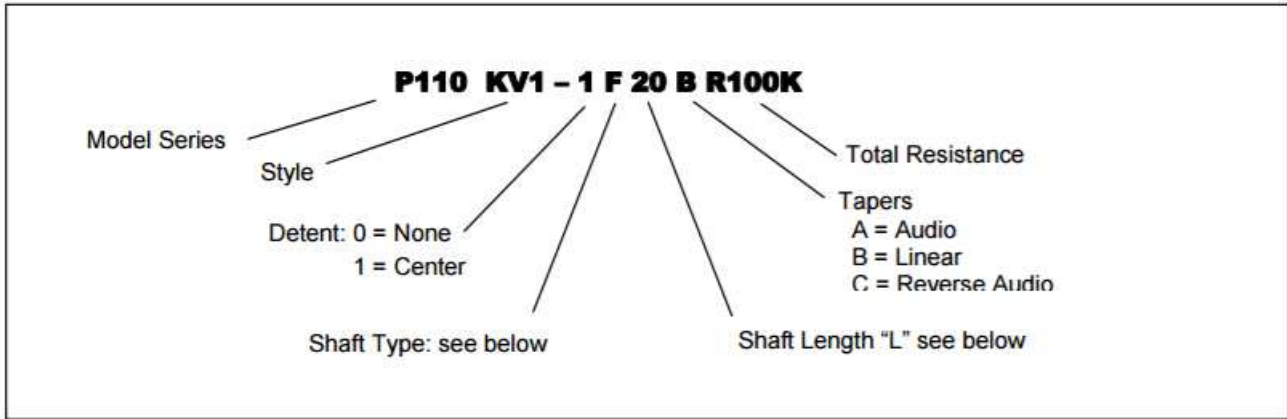 P110 KV1 – 1 F 20 B R100K
Model Series
Style
Total Resistance
Tapers
A = Audio
B = Linear
C = Reverse Audio
Detent: 0 = None
1 = Center
Shaft Type: see below
Shaft Length “L” see below